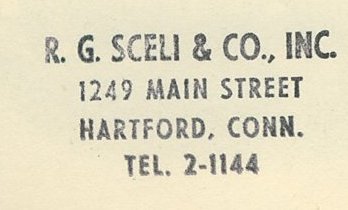 R. G. SCELI & CO., INC.
1249 MAIN STREET
HARTFORD, CONN.
TEL. 2-1144